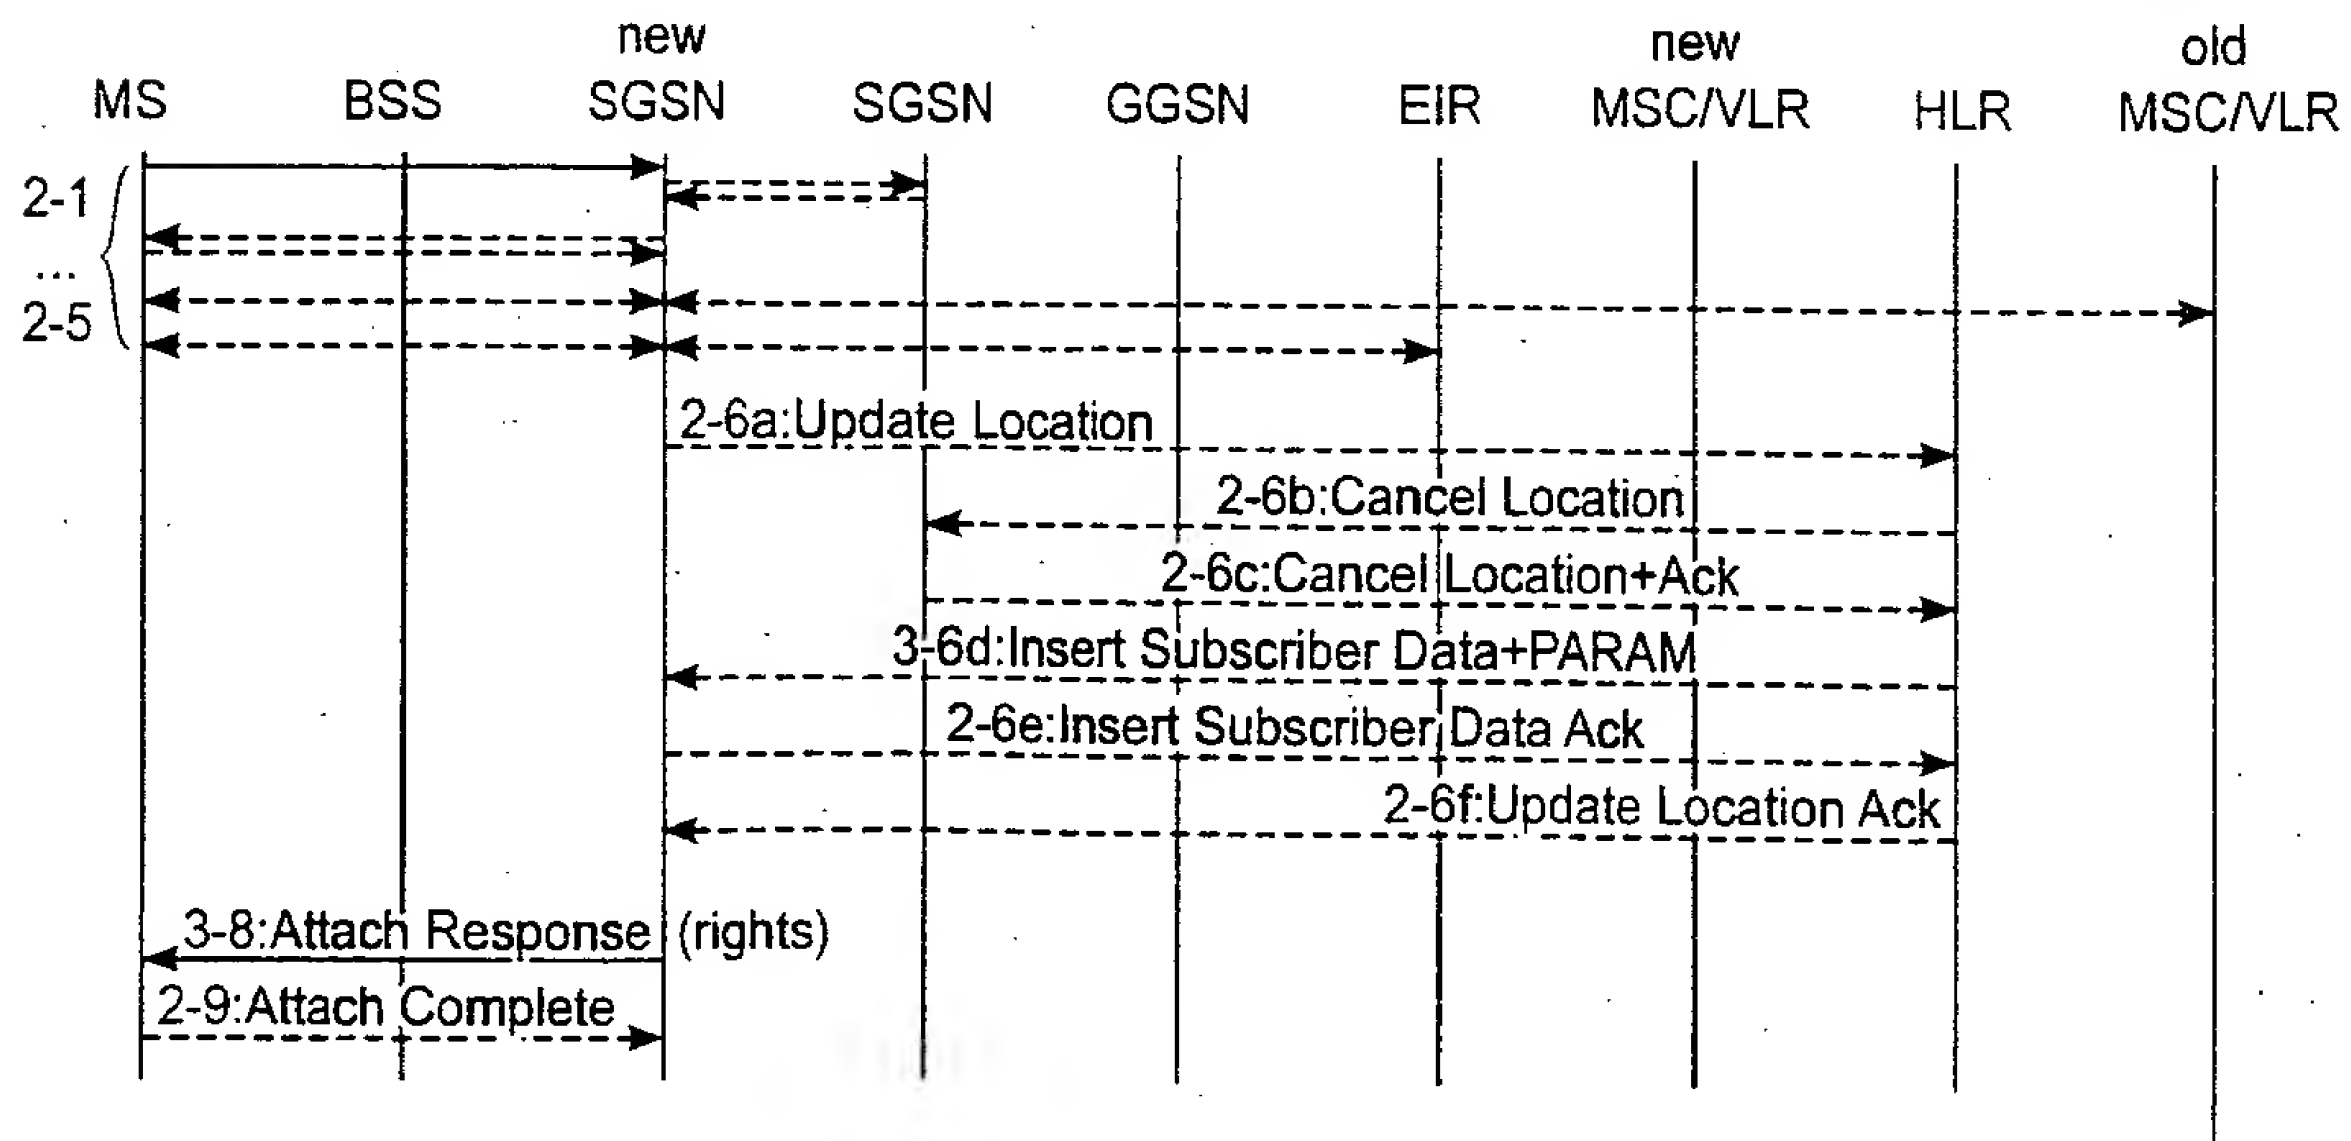 new new old
MS BSS SGSN SGSN GGSN EIR MSC/VLR HLR MSC/VLR
2-1
...
2-5
2-6a:Update Location
2-6b:Cancel Location
2-6c:Cancel Location+Ack
3-6d:Insert Subscriber Data+PARAM
2-6e:Insert Subscriber Data Ack
2-6f:Update Location Ack
3-8:Attach Response (rights)
2-9:Attach Complete